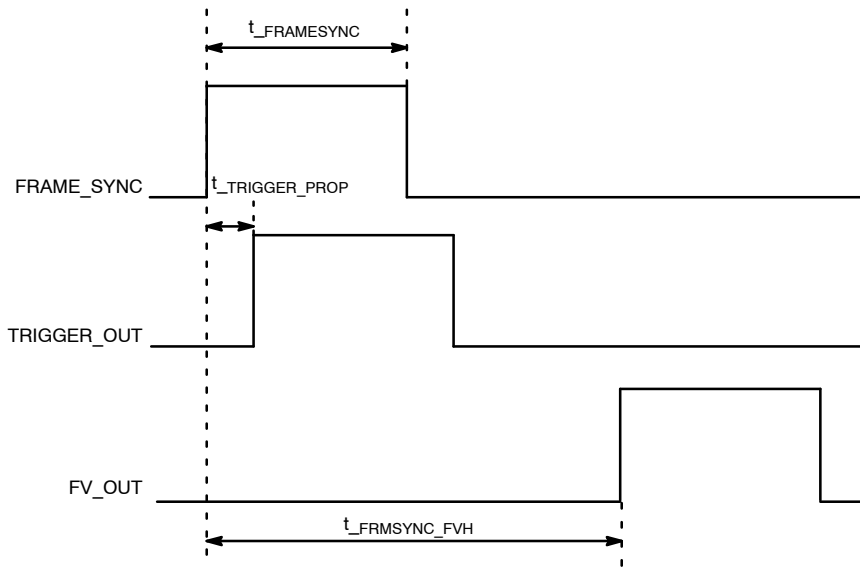 t_FRAMESYNC
FRAME_SYNC
t_TRIGGER_PROP
TRIGGER_OUT
FV_OUT
t_FRMSYNC_FVH